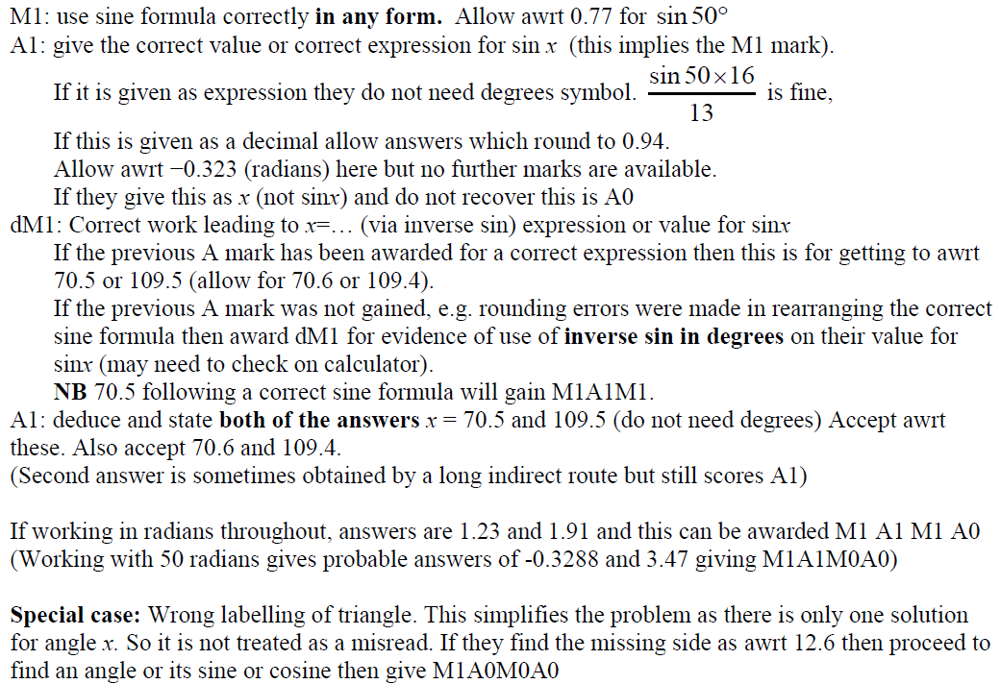 M1: use sine formula correctly in any form. Allow awrt 0.77 for sin 50°
A1: give the correct value or correct expression for sin x (this implies the M1 mark).
If it is given as expression they do not need degrees symbol. sin 50×16 / 13 is fine,
If this is given as a decimal allow answers which round to 0.94.
Allow awrt −0.323 (radians) here but no further marks are available.
If they give this as x (not sinx) and do not recover this is A0
dM1: Correct work leading to x=… (via inverse sin) expression or value for sinx
If the previous A mark has been awarded for a correct expression then this is for getting to awrt
70.5 or 109.5 (allow for 70.6 or 109.4).
If the previous A mark was not gained, e.g. rounding errors were made in rearranging the correct
sine formula then award dM1 for evidence of use of inverse sin in degrees on their value for
sinx (may need to check on calculator).
NB 70.5 following a correct sine formula will gain M1A1M1.
A1: deduce and state both of the answers x = 70.5 and 109.5 (do not need degrees) Accept awrt
these. Also accept 70.6 and 109.4.
(Second answer is sometimes obtained by a long indirect route but still scores A1)
If working in radians throughout, answers are 1.23 and 1.91 and this can be awarded M1 A1 M1 A0
(Working with 50 radians gives probable answers of -0.3288 and 3.47 giving M1A1M0A0)
Special case: Wrong labelling of triangle. This simplifies the problem as there is only one solution
for angle x. So it is not treated as a misread. If they find the missing side as awrt 12.6 then proceed to
find an angle or its sine or cosine then give M1A0M0A0